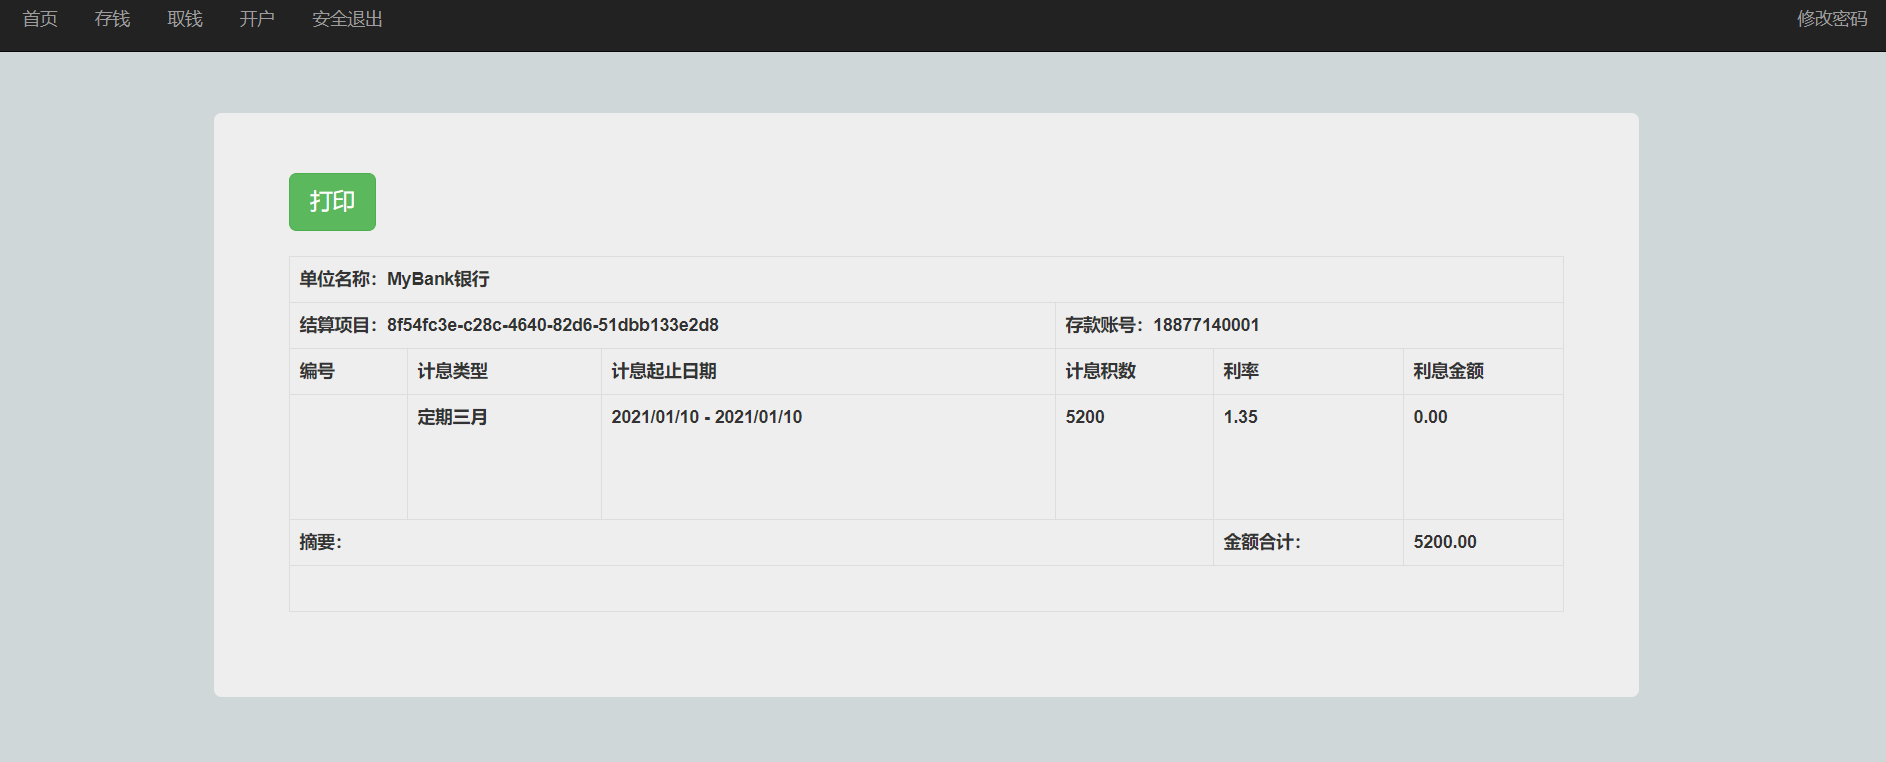 首页 存钱 取钱 开户 安全退出 修改密码
打印
单位名称：MyBank银行
结算项目：8f54fc3e-c28c-4640-82d6-51dbb133e2d8 存款账号：18877140001
编号 计息类型 计息起止日期 计息积数 利率 利息金额
定期三月 2021/01/10 - 2021/01/10 5200 1.35 0.00
摘要： 金额合计： 5200.00